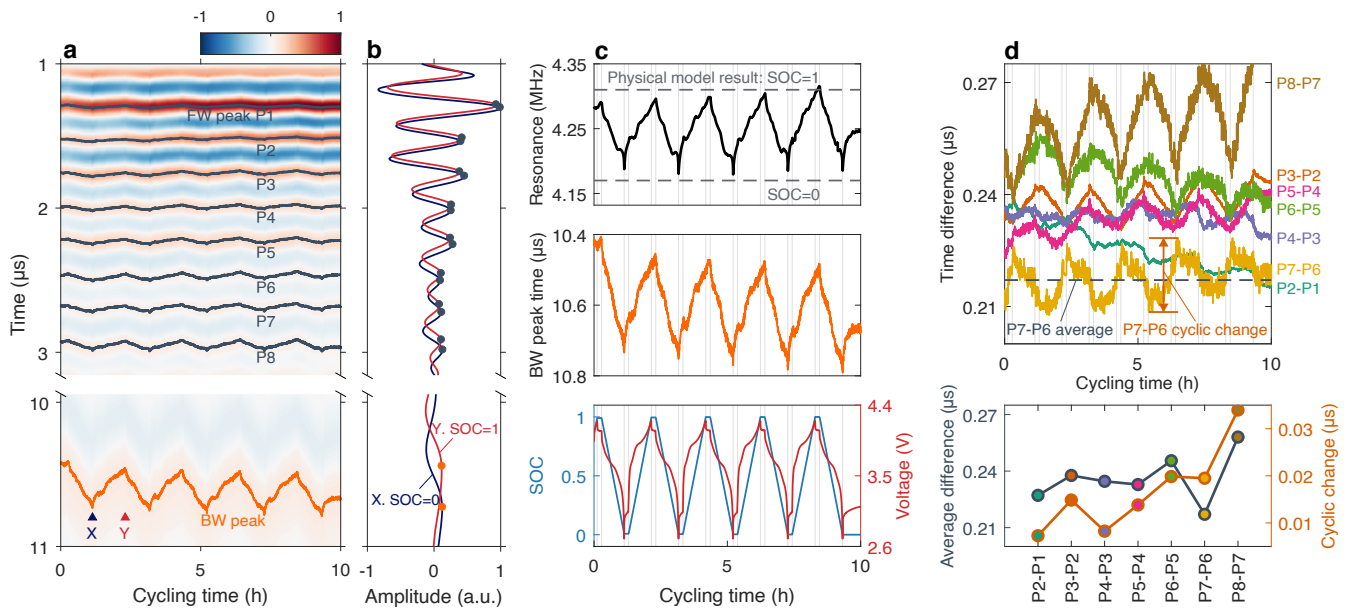 a
-1
0
1
1
2
3
10
11
Time (µs)
FW peak P1
P2
P3
P4
P5
P6
P7
P8
BW peak
X
Y
0
5
10
Cycling time (h)
b
Y. SOC=1
X. SOC=0
-1
0
1
Amplitude (a.u.)
c
4.35
4.25
4.15
Resonance (MHz)
Physical model result: SOC=1
SOC=0
0
5
10
10.4
10.6
10.8
BW peak time (µs)
0
5
10
1
0.5
0
SOC
4.4
3.5
2.6
Voltage (V)
0
5
10
Cycling time (h)
d
0.27
0.24
0.21
Time difference (µs)
P8-P7
P3-P2
P5-P4
P6-P5
P4-P3
P7-P6
P2-P1
P7-P6 average
P7-P6 cyclic change
0
5
10
Cycling time (h)
0.27
0.24
0.21
Average difference (µs)
0.03
0.02
0.01
Cyclic change (µs)
P2-P1
P3-P2
P4-P3
P5-P4
P6-P5
P7-P6
P8-P7